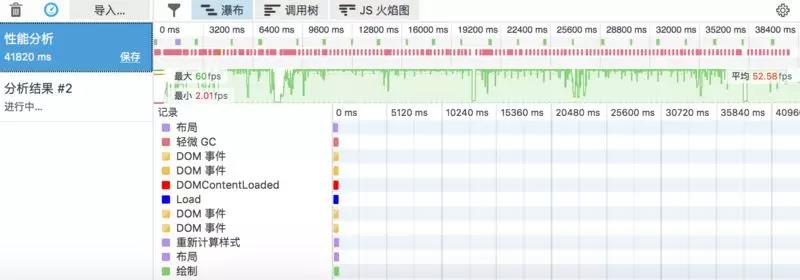 导入... 瀑布 调用树 JS 火焰图
性能分析
41820 ms 保存
分析结果 #2
进行中...
0 ms 3200 ms 6400 ms 9600 ms 12800 ms 16000 ms 19200 ms 22400 ms 25600 ms 28800 ms 32000 ms 35200 ms 38400 ms
最大 60fps 平均 52.58fps
最小 2.01fps
记录 0 ms 5120 ms 10240 ms 15360 ms 20480 ms 25600 ms 30720 ms 35840 ms 40960
布局
轻微 GC
DOM 事件
DOM 事件
DOMContentLoaded
Load
DOM 事件
DOM 事件
重新计算样式
布局
绘制